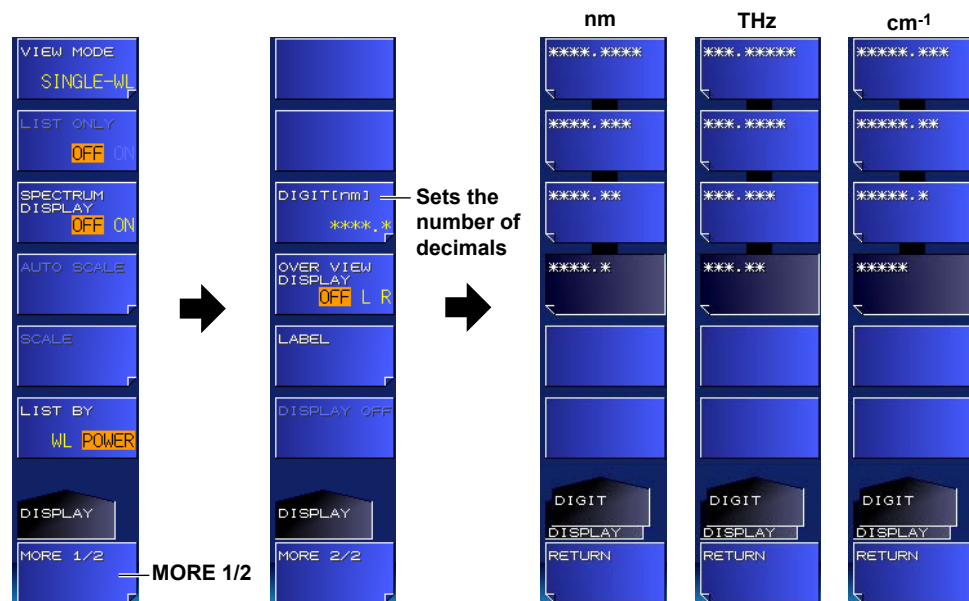 nm
THz
cm-1
VIEW MODE
SINGLE-WL
LIST ONLY
OFF ON
SPECTRUM
DISPLAY
OFF ON
AUTO SCALE
SCALE
LIST BY
WL POWER
DISPLAY
MORE 1/2
MORE 1/2
DIGIT[nm]
****.*
Sets the
number of
decimals
OVER VIEW
DISPLAY
OFF L R
LABEL
DISPLAY OFF
DISPLAY
MORE 2/2
****.****
****.***
****.**
****.*
DIGIT
DISPLAY
RETURN
***.*****
***.****
***.***
***.**
DIGIT
DISPLAY
RETURN
*****.***
*****.**
*****.*
*****
DIGIT
DISPLAY
RETURN